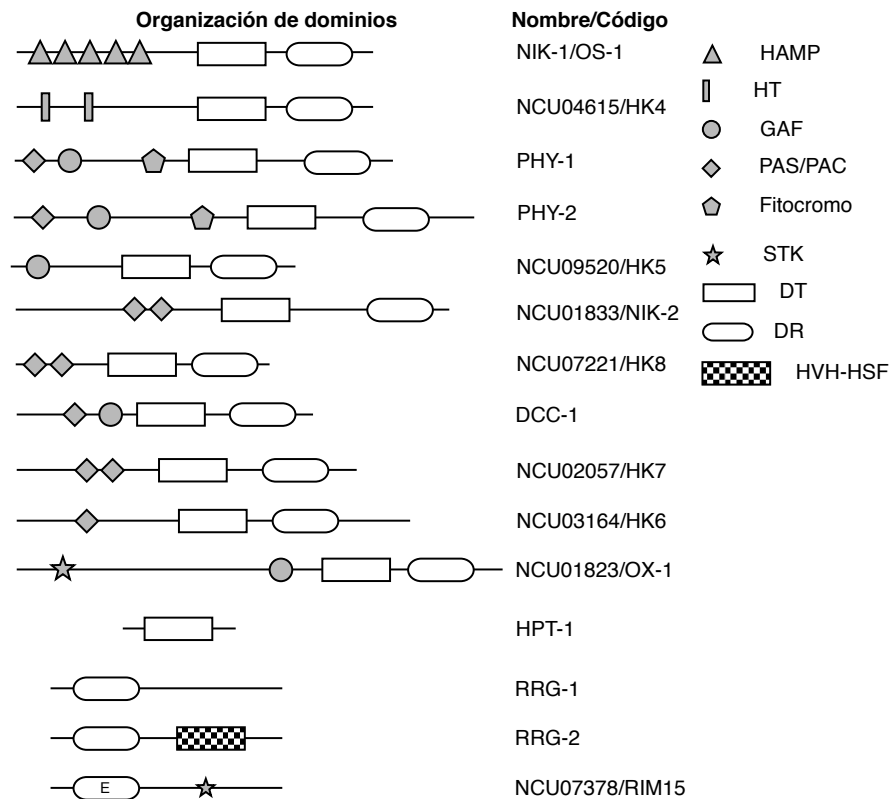 Organización de dominios
Nombre/Código
NIK-1/OS-1
NCU04615/HK4
PHY-1
PHY-2
NCU09520/HK5
NCU01833/NIK-2
NCU07221/HK8
DCC-1
NCU02057/HK7
NCU03164/HK6
NCU01823/OX-1
HPT-1
RRG-1
RRG-2
E
NCU07378/RIM15
HAMP
HT
GAF
PAS/PAC
Fitocromo
STK
DT
DR
HVH-HSF